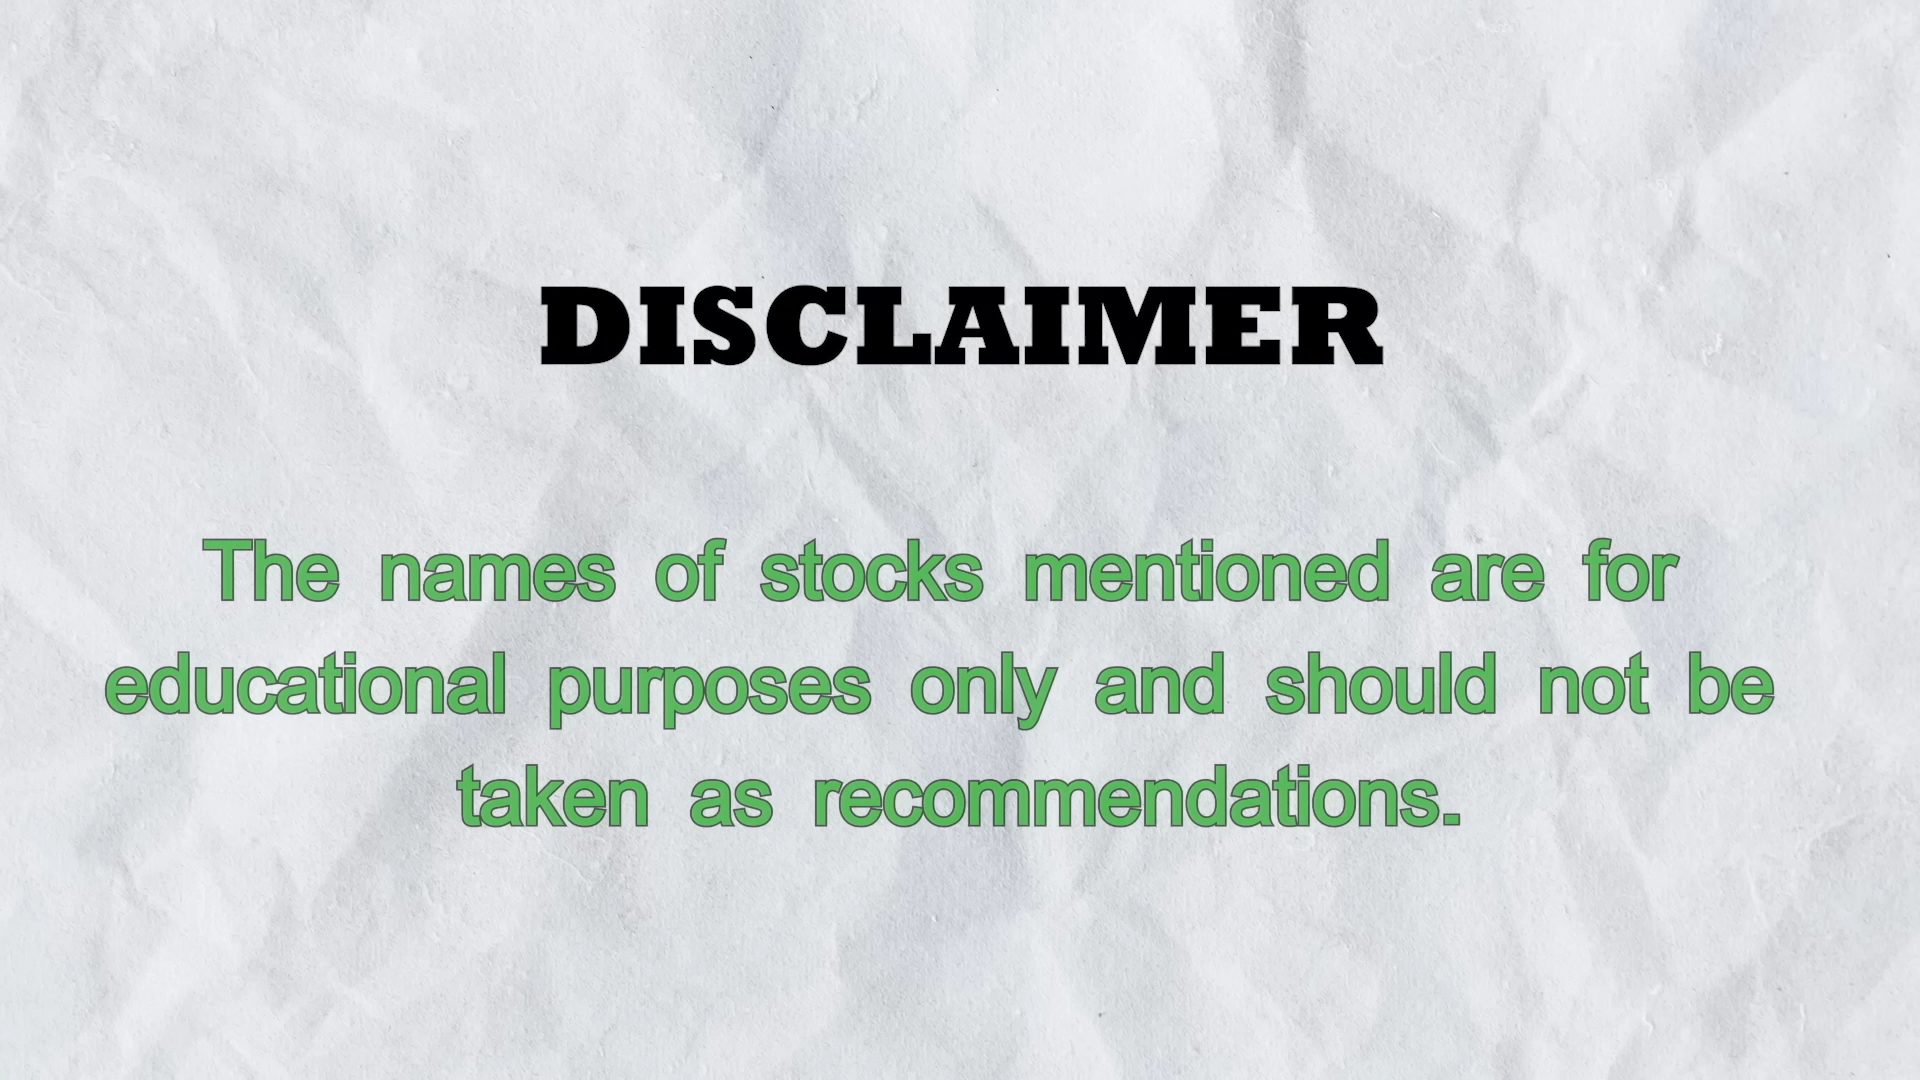 DISCLAIMER
The names of stocks mentioned are for
educational purposes only and should not be
taken as recommendations.